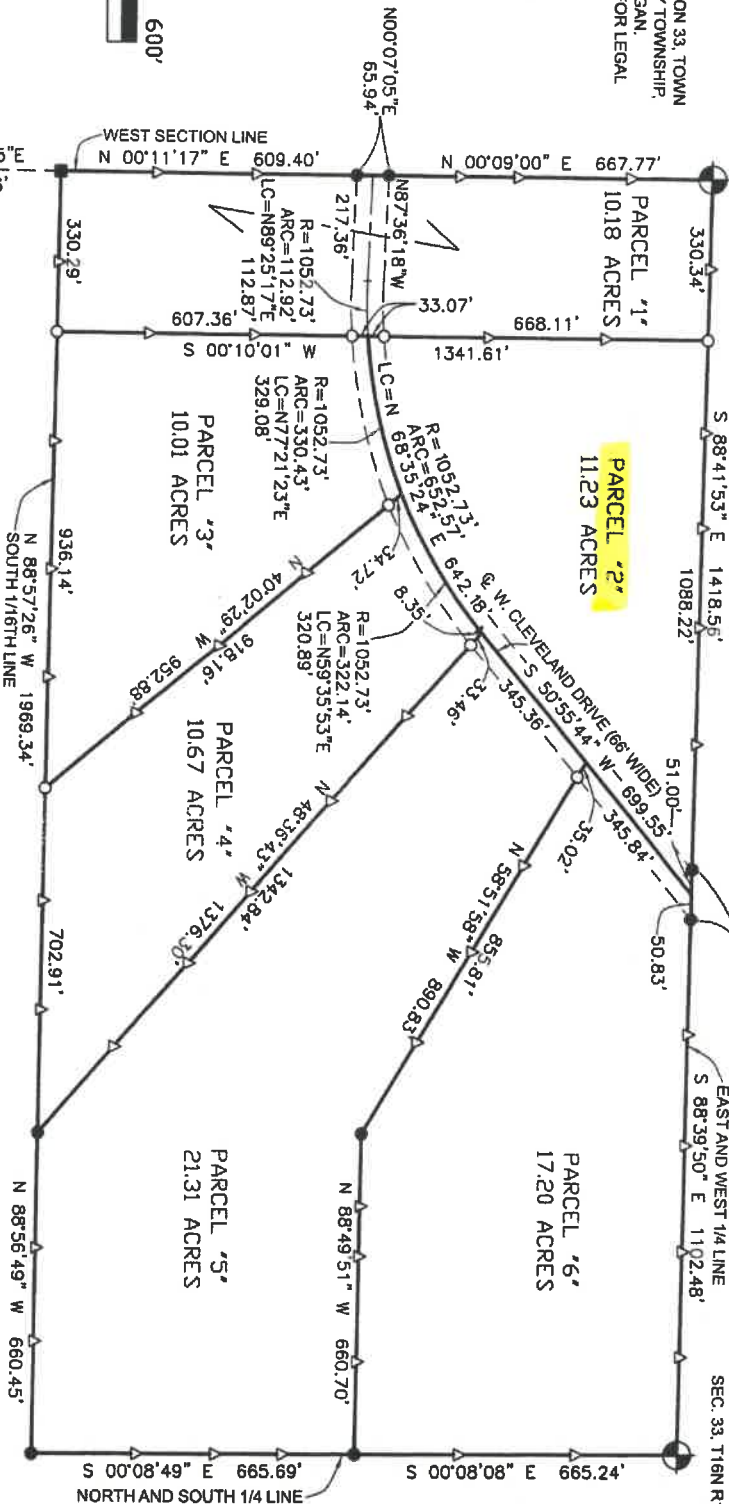 ON 33, TOWN
TOWNSHIP,
GAN.
FOR LEGAL
600'
5"E
WEST SECTION LINE
N 00°11'17" E 609.40'
N00°07'05"E
65.94'
N 00°09'00" E 667.77'
330.34'
PARCEL "1"
10.18 ACRES
N87°36'18"W
217.36'
R=1052.73'
ARC=112.92'
LC=N89°25'17"E
112.87'
33.07'
330.29'
607.36'
S 00°10'01" W
668.11'
1341.61'
S 88°41'53" E 1418.56'
1088.22'
PARCEL "2"
11.23 ACRES
R=1052.73'
ARC=652.57'
LC=N 68°35'24" E 642.18'
R=1052.73'
ARC=330.43'
LC=N77°21'23"E
329.08'
PARCEL "3"
10.01 ACRES
936.14'
N 88°57'26" W 1969.34'
SOUTH 1/16TH LINE
34.72'
N 40°02'29" W
918.16'
952.88'
8.35'
R=1052.73'
ARC=322.14'
LC=N59°35'53"E
320.89'
33.46'
℄ W. CLEVELAND DRIVE (66' WIDE)
S 50°55'44" W 699.55'
345.36'
345.84'
51.00'
50.83'
35.02'
PARCEL "4"
10.67 ACRES
N 48°36'43" W
1342.84'
1376.30'
702.91'
N 58°51'58" W
855.81'
890.83'
EAST AND WEST 1/4 LINE
S 88°39'50" E 1102.48'
SEC. 33, T16N R
PARCEL "6"
17.20 ACRES
N 88°49'51" W 660.70'
PARCEL "5"
21.31 ACRES
N 88°56'49" W 660.45'
S 00°08'49" E 665.69'
S 00°08'08" E 665.24'
NORTH AND SOUTH 1/4 LINE